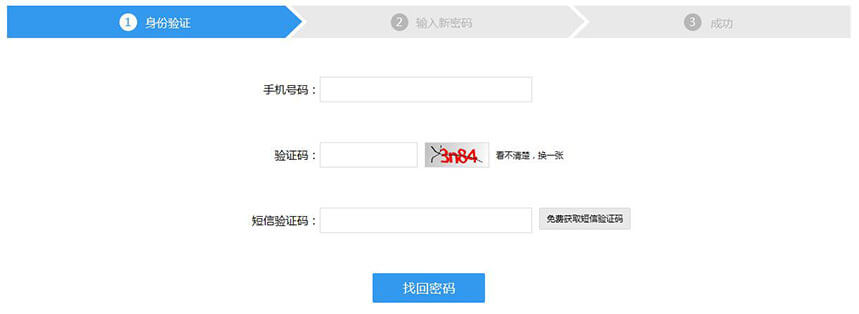 1 身份验证 2 输入新密码 3 成功
手机号码：
验证码： 3n84 看不清楚，换一张
短信验证码： 免费获取短信验证码
找回密码